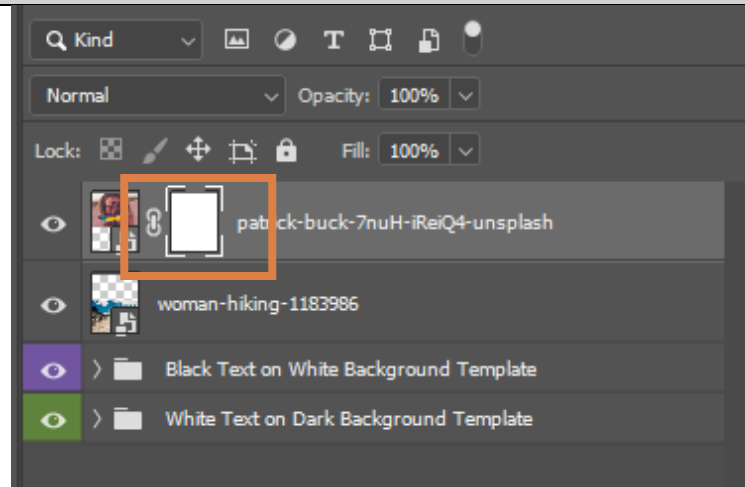 Kind
Normal Opacity: 100%
Lock: Fill: 100%
patrick-buck-7nuH-iReiQ4-unsplash
woman-hiking-1183986
Black Text on White Background Template
White Text on Dark Background Template